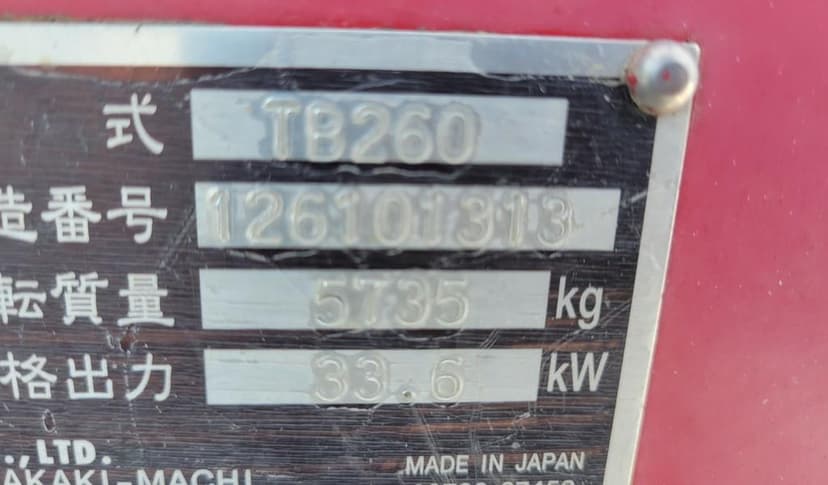 式 TB260
造番号 126101313
転質量 5735 kg
格出力 33.6 kW
.,LTD.
AKAKI-MACHI
MADE IN JAPAN